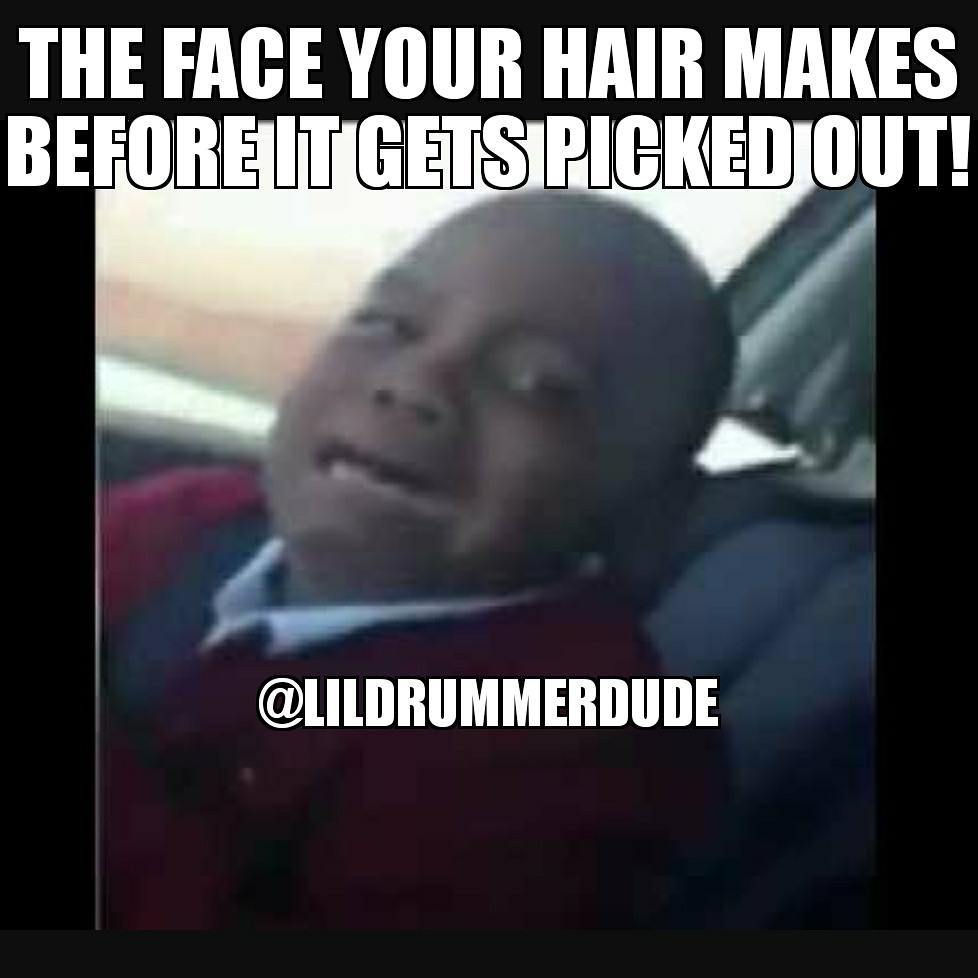 THE FACE YOUR HAIR MAKES
BEFORE IT GETS PICKED OUT!
@LILDRUMMERDUDE